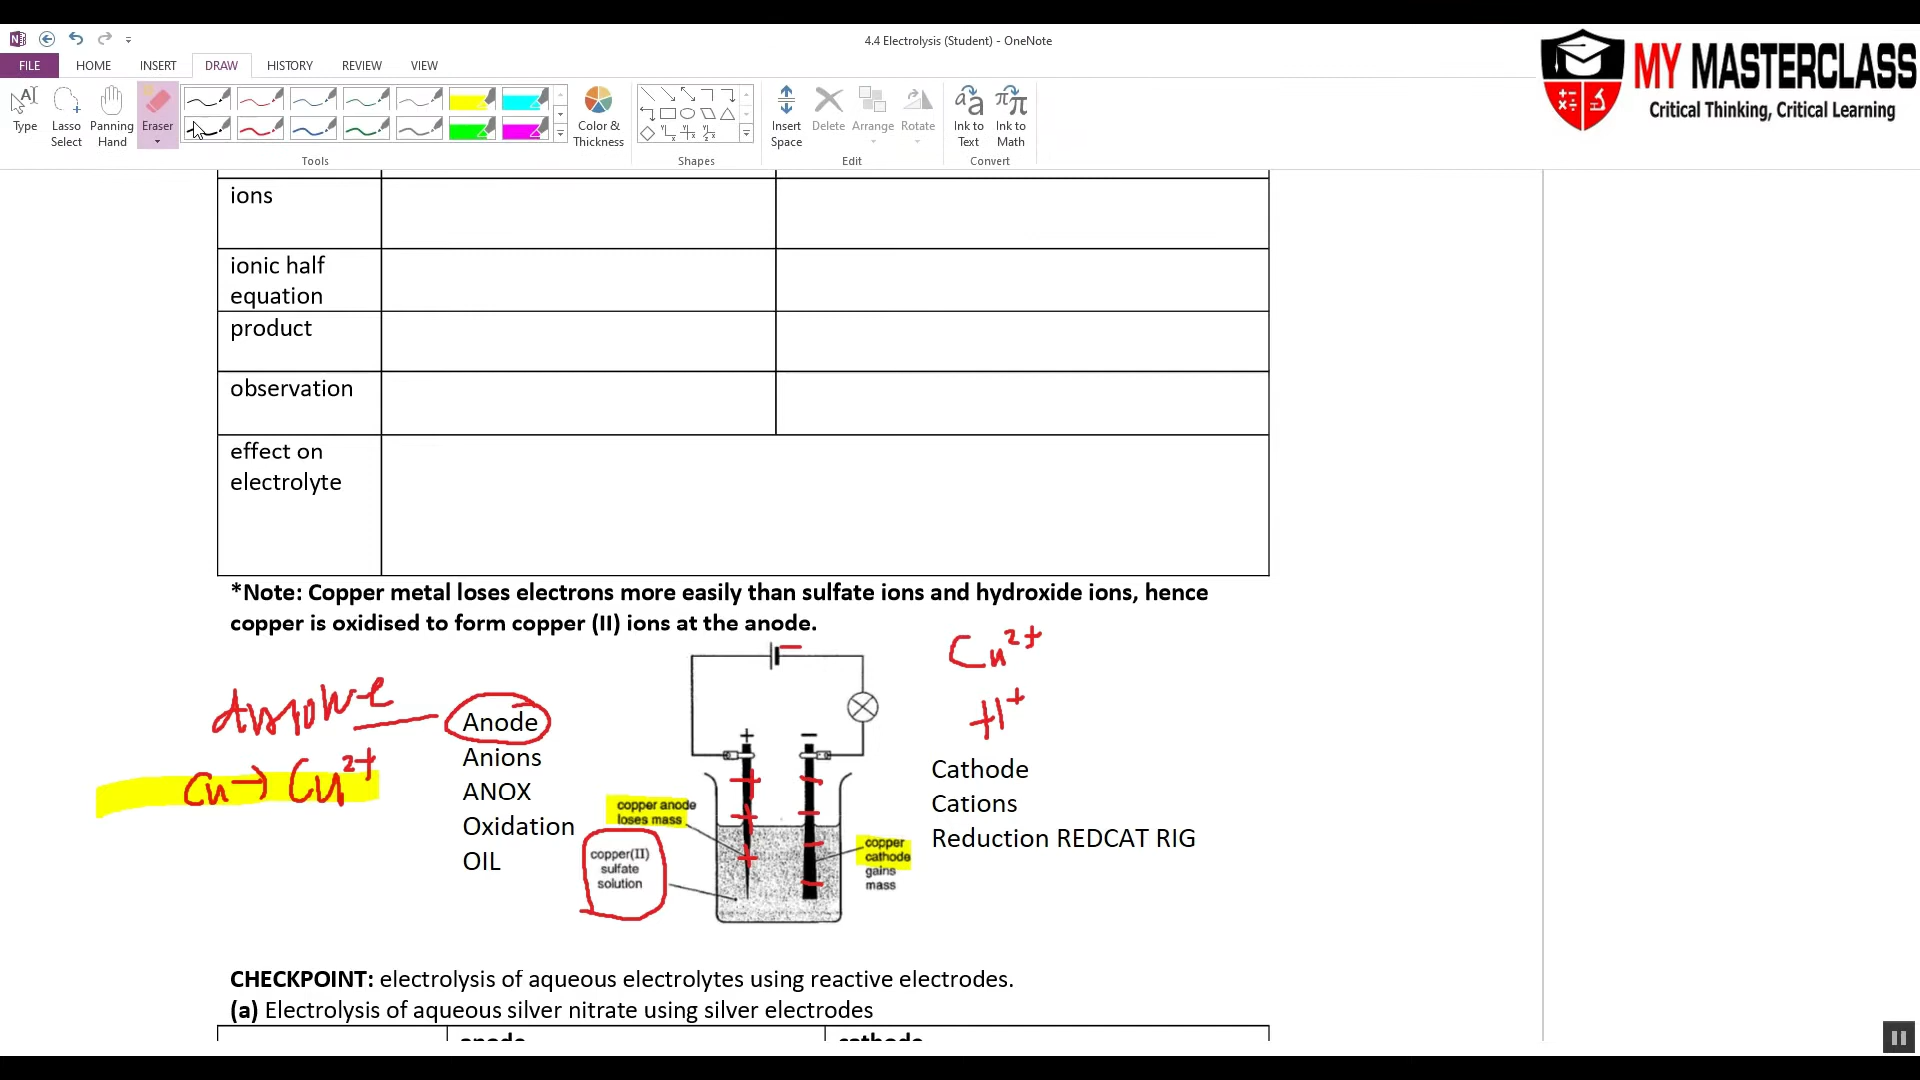 4.4 Electrolysis (Student) - OneNote
FILE HOME INSERT DRAW HISTORY REVIEW VIEW
MY MASTERCLASS
Critical Thinking, Critical Learning
Type
Lasso Select
Panning Hand
Eraser
Color & Thickness
Insert Space
Delete
Arrange
Rotate
Ink to Text
Ink to Math
Tools
Shapes
Edit
Convert
ions
ionic half
equation
product
observation
effect on
electrolyte
*Note: Copper metal loses electrons more easily than sulfate ions and hydroxide ions, hence
copper is oxidised to form copper (II) ions at the anode.
Cu²⁺
H⁺
dissolve
Cu → Cu²⁺
Anode
Anions
ANOX
Oxidation
OIL
+
−
copper anode
loses mass
copper(II)
sulfate
solution
copper
cathode
gains
mass
Cathode
Cations
Reduction REDCAT RIG
CHECKPOINT: electrolysis of aqueous electrolytes using reactive electrodes.
(a) Electrolysis of aqueous silver nitrate using silver electrodes
anode cathode